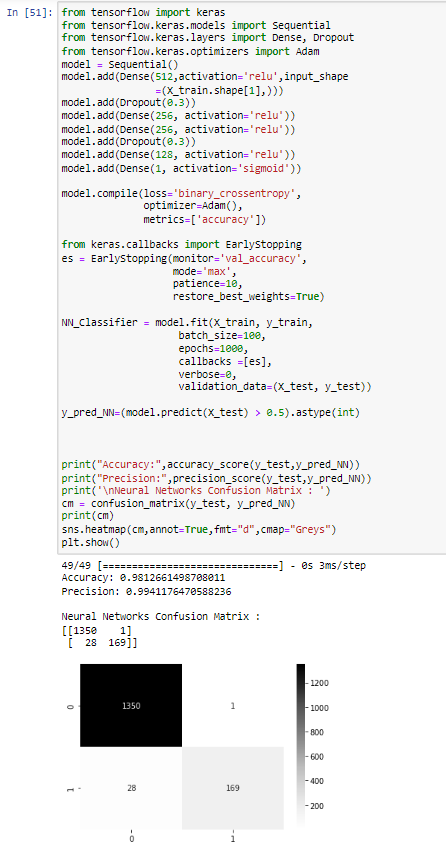 In [51]: from tensorflow import keras
from tensorflow.keras.models import Sequential
from tensorflow.keras.layers import Dense, Dropout
from tensorflow.keras.optimizers import Adam
model = Sequential()
model.add(Dense(512,activation='relu',input_shape
=(X_train.shape[1],)))
model.add(Dropout(0.3))
model.add(Dense(256, activation='relu'))
model.add(Dense(256, activation='relu'))
model.add(Dropout(0.3))
model.add(Dense(128, activation='relu'))
model.add(Dense(1, activation='sigmoid'))
model.compile(loss='binary_crossentropy',
optimizer=Adam(),
metrics=['accuracy'])
from keras.callbacks import EarlyStopping
es = EarlyStopping(monitor='val_accuracy',
mode='max',
patience=10,
restore_best_weights=True)
NN_Classifier = model.fit(X_train, y_train,
batch_size=100,
epochs=1000,
callbacks =[es],
verbose=0,
validation_data=(X_test, y_test))
y_pred_NN=(model.predict(X_test) > 0.5).astype(int)
print("Accuracy:",accuracy_score(y_test,y_pred_NN))
print("Precision:",precision_score(y_test,y_pred_NN))
print('\nNeural Networks Confusion Matrix : ')
cm = confusion_matrix(y_test, y_pred_NN)
print(cm)
sns.heatmap(cm,annot=True,fmt="d",cmap="Greys")
plt.show()
49/49 [==============================] - 0s 3ms/step
Accuracy: 0.9812661498708011
Precision: 0.9941176470588236
Neural Networks Confusion Matrix :
[[1350    1]
[  28  169]]
1200
0 1350 1
1000
800
600
1 28 169
400
200
0 1